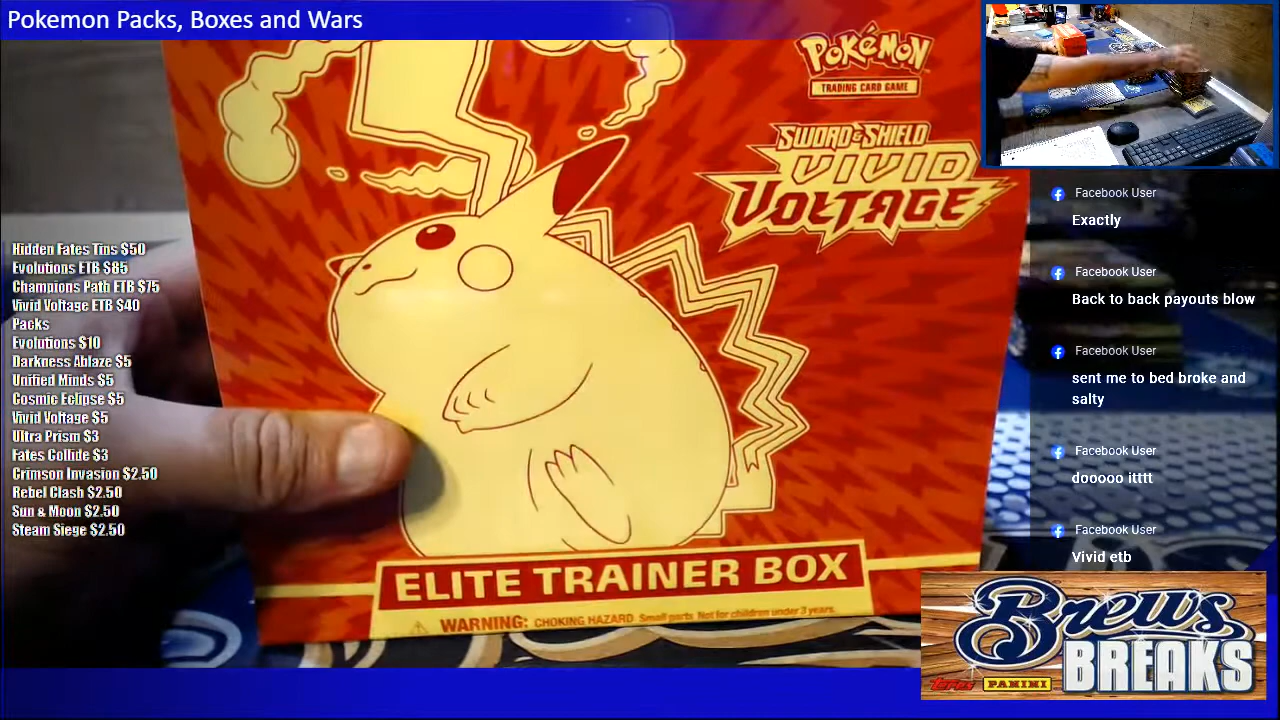 Pokemon Packs, Boxes and Wars
POKéMON
TRADING CARD GAME
SWORD & SHIELD
VIVID
VOLTAGE
ELITE TRAINER BOX
WARNING: CHOKING HAZARD. Small parts. Not for children under 3 years.
Hidden Fates Tins $50
Evolutions ETB $85
Champions Path ETB $75
Vivid Voltage ETB $40
Packs
Evolutions $10
Darkness Ablaze $5
Unified Minds $5
Cosmic Eclipse $5
Vivid Voltage $5
Ultra Prism $3
Fates Collide $3
Crimson Invasion $2.50
Rebel Clash $2.50
Sun & Moon $2.50
Steam Siege $2.50
Facebook User
Exactly
Facebook User
Back to back payouts blow
Facebook User
sent me to bed broke and
salty
Facebook User
dooooo itttt
Facebook User
Vivid etb
Brews
BREAKS
topps PANINI